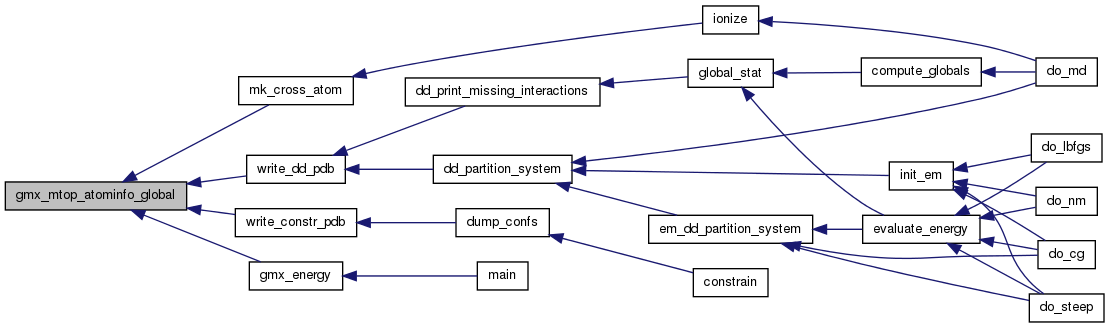 ionize
global_stat
compute_globals
do_md
mk_cross_atom
dd_print_missing_interactions
do_lbfgs
write_dd_pdb
dd_partition_system
init_em
gmx_mtop_atominfo_global
do_nm
write_constr_pdb
dump_confs
em_dd_partition_system
evaluate_energy
do_cg
gmx_energy
main
constrain
do_steep